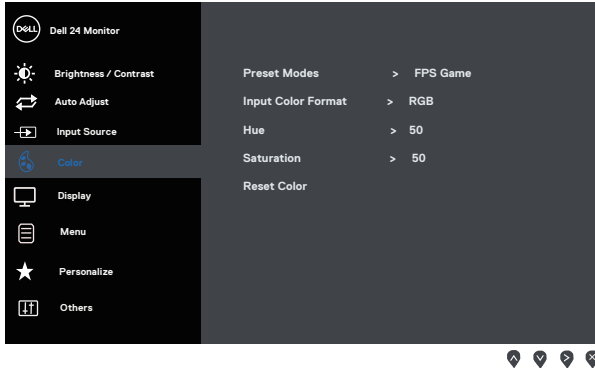 DELL Dell 24 Monitor
Brightness / Contrast
Preset Modes > FPS Game
Auto Adjust
Input Color Format > RGB
Input Source
Hue > 50
Color
Saturation > 50
Reset Color
Display
Menu
Personalize
Others